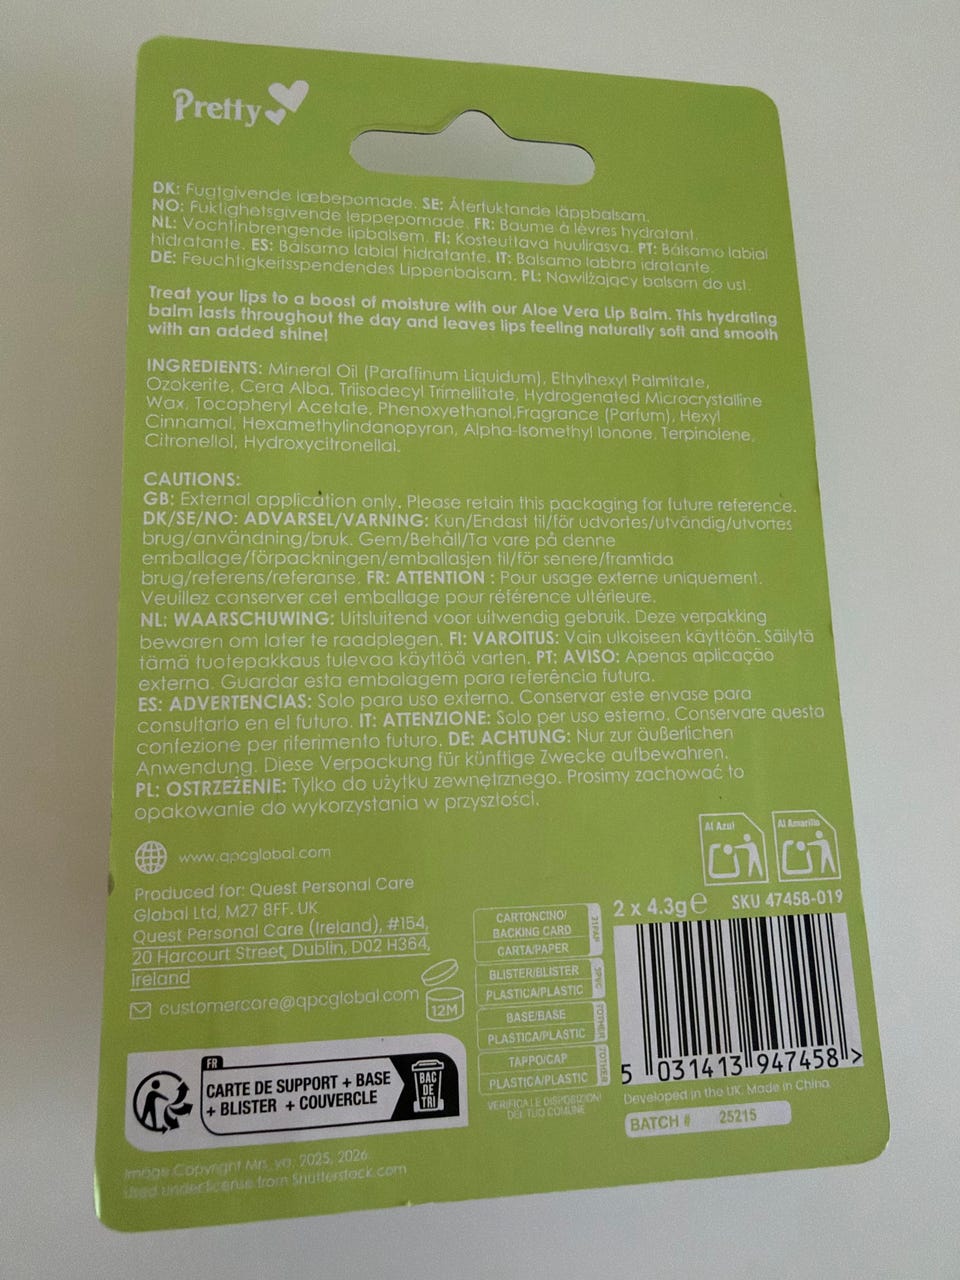 Pretty
DK: Fugtgivende læbepomade. SE: Återfuktande läppbalsam.
NO: Fuktighetsgivende leppepomade. FR: Baume à lèvres hydratant.
NL: Vochtinbrengende lipbalsem. FI: Kosteuttava huulirasva. PT: Bálsamo labial
hidratante. ES: Bálsamo labial hidratante. IT: Balsamo labbra idratante.
DE: Feuchtigkeitsspendendes Lippenbalsam. PL: Nawilżający balsam do ust.
Treat your lips to a boost of moisture with our Aloe Vera Lip Balm. This hydrating
balm lasts throughout the day and leaves lips feeling naturally soft and smooth
with an added shine!
INGREDIENTS: Mineral Oil (Paraffinum Liquidum), Ethylhexyl Palmitate,
Ozokerite, Cera Alba, Triisodecyl Trimellitate, Hydrogenated Microcrystalline
Wax, Tocopheryl Acetate, Phenoxyethanol,Fragrance (Parfum), Hexyl
Cinnamal, Hexamethylindanopyran, Alpha-Isomethyl Ionone, Terpinolene,
Citronellol, Hydroxycitronellal.
CAUTIONS:
GB: External application only. Please retain this packaging for future reference.
DK/SE/NO: ADVARSEL/VARNING: Kun/Endast til/för udvortes/utvändig/utvortes
brug/användning/bruk. Gem/Behåll/Ta vare på denne
emballage/förpackningen/emballasjen til/för senere/framtida
brug/referens/referanse. FR: ATTENTION : Pour usage externe uniquement.
Veuillez conserver cet emballage pour référence ultérieure.
NL: WAARSCHUWING: Uitsluitend voor uitwendig gebruik. Deze verpakking
bewaren om later te raadplegen. FI: VAROITUS: Vain ulkoiseen käyttöön. Säilytä
tämä tuotepakkaus tulevaa käyttöä varten. PT: AVISO: Apenas aplicação
externa. Guardar esta embalagem para referência futura.
ES: ADVERTENCIAS: Solo para uso externo. Conservar este envase para
consultarlo en el futuro. IT: ATTENZIONE: Solo per uso esterno. Conservare questa
confezione per riferimento futuro. DE: ACHTUNG: Nur zur äußerlichen
Anwendung. Diese Verpackung für künftige Zwecke aufbewahren.
PL: OSTRZEŻENIE: Tylko do użytku zewnętrznego. Prosimy zachować to
opakowanie do wykorzystania w przyszłości.
Al Azul
Al Amarillo
www.qpcglobal.com
Produced for: Quest Personal Care
Global Ltd, M27 8FF. UK
Quest Personal Care (Ireland), #154,
20 Harcourt Street, Dublin, D02 H364,
Ireland
customercare@qpcglobal.com
12M
CARTONCINO/
BACKING CARD
CARTA/PAPER
21PAP
BLISTER/BLISTER
PLASTICA/PLASTIC
BASE/BASE
PLASTICA/PLASTIC
7OTHER
TAPPO/CAP
PLASTICA/PLASTIC
7OTHER
VERIFICA LE DISPOSIZIONI
DEL TUO COMUNE
2 x 4.3g ℮ SKU 47458-019
5 031413 947458 >
Developed in the UK. Made in China.
BATCH # 25215
FR
CARTE DE SUPPORT + BASE
+ BLISTER + COUVERCLE
BAC
DE
TRI
Image Copyright Mrs. ya, 2025, 2026.
Used under license from Shutterstock.com